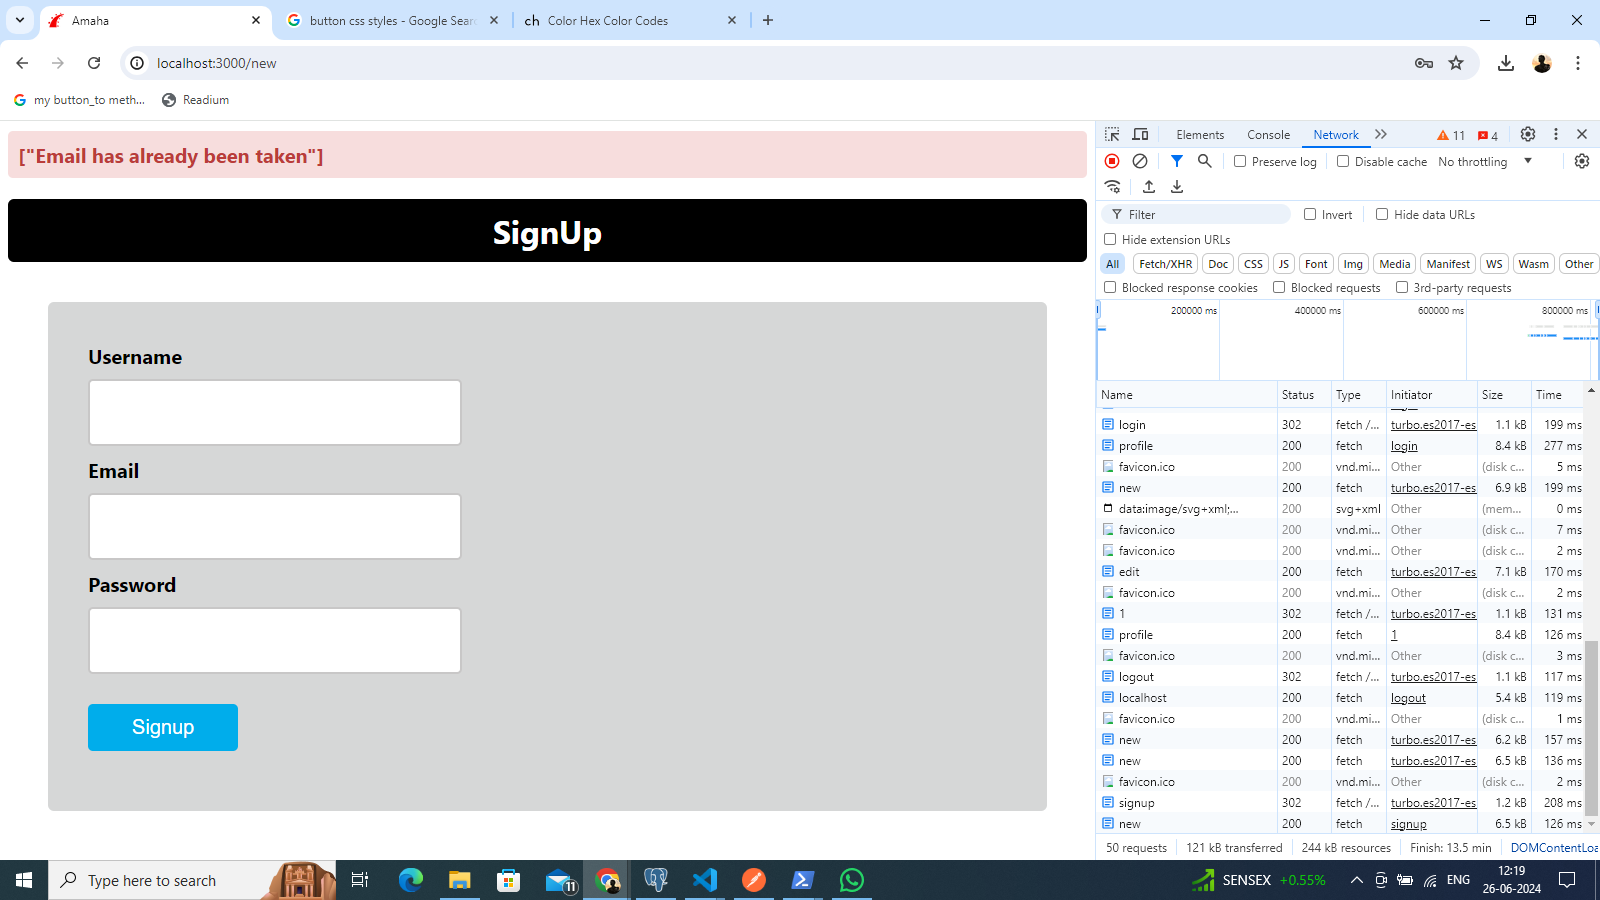 Amaha
button css styles - Google Sear
ch Color Hex Color Codes
localhost:3000/new
my button_to meth...
Readium
["Email has already been taken"]
SignUp
Username
Email
Password
Signup
Elements Console Network 11 4
Preserve log Disable cache No throttling
Filter Invert Hide data URLs
Hide extension URLs
All Fetch/XHR Doc CSS JS Font Img Media Manifest WS Wasm Other
Blocked response cookies Blocked requests 3rd-party requests
200000 ms 400000 ms 600000 ms 800000 ms
Name Status Type Initiator Size Time
login 302 fetch /... turbo.es2017-es 1.1 kB 199 ms
profile 200 fetch login 8.4 kB 277 ms
favicon.ico 200 vnd.mi... Other (disk c... 5 ms
new 200 fetch turbo.es2017-es 6.9 kB 199 ms
data:image/svg+xml;... 200 svg+xml Other (mem... 0 ms
favicon.ico 200 vnd.mi... Other (disk c... 7 ms
favicon.ico 200 vnd.mi... Other (disk c... 2 ms
edit 200 fetch turbo.es2017-es 7.1 kB 170 ms
favicon.ico 200 vnd.mi... Other (disk c... 2 ms
1 302 fetch /... turbo.es2017-es 1.1 kB 131 ms
profile 200 fetch 1 8.4 kB 126 ms
favicon.ico 200 vnd.mi... Other (disk c... 3 ms
logout 302 fetch /... turbo.es2017-es 1.1 kB 117 ms
localhost 200 fetch logout 5.4 kB 119 ms
favicon.ico 200 vnd.mi... Other (disk c... 1 ms
new 200 fetch turbo.es2017-es 6.2 kB 157 ms
new 200 fetch turbo.es2017-es 6.5 kB 136 ms
favicon.ico 200 vnd.mi... Other (disk c... 2 ms
signup 302 fetch /... turbo.es2017-es 1.2 kB 208 ms
new 200 fetch signup 6.5 kB 126 ms
50 requests 121 kB transferred 244 kB resources Finish: 13.5 min DOMContentLoa
Type here to search
11
SENSEX +0.55%
ENG
12:19
26-06-2024